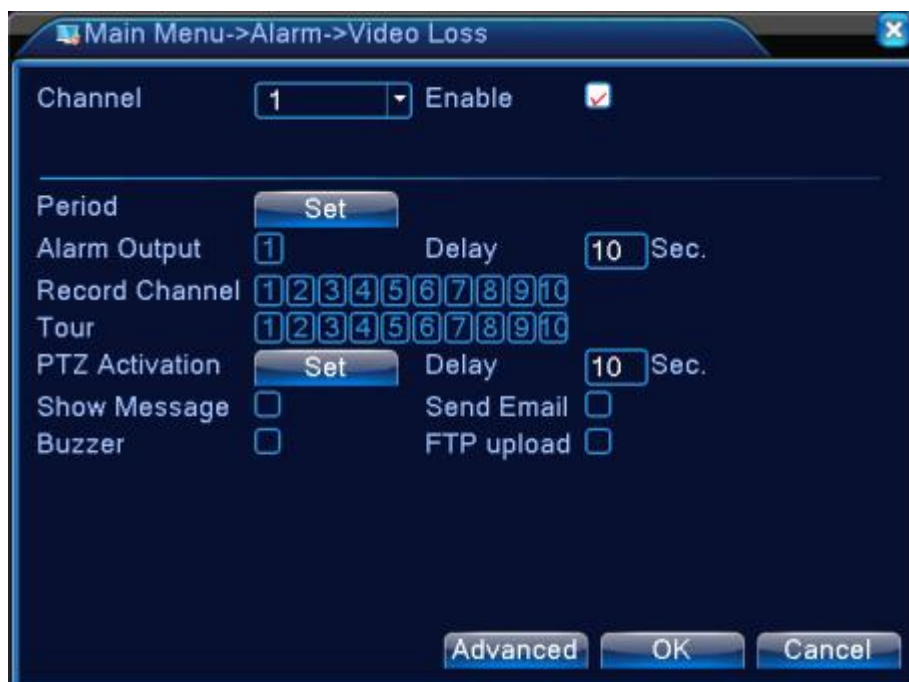 Main Menu->Alarm->Video Loss
Channel 1 Enable
Period Set
Alarm Output 1 Delay 10 Sec.
Record Channel 1 2 3 4 5 6 7 8 9 10
Tour 1 2 3 4 5 6 7 8 9 10
PTZ Activation Set Delay 10 Sec.
Show Message Send Email
Buzzer FTP upload
Advanced OK Cancel